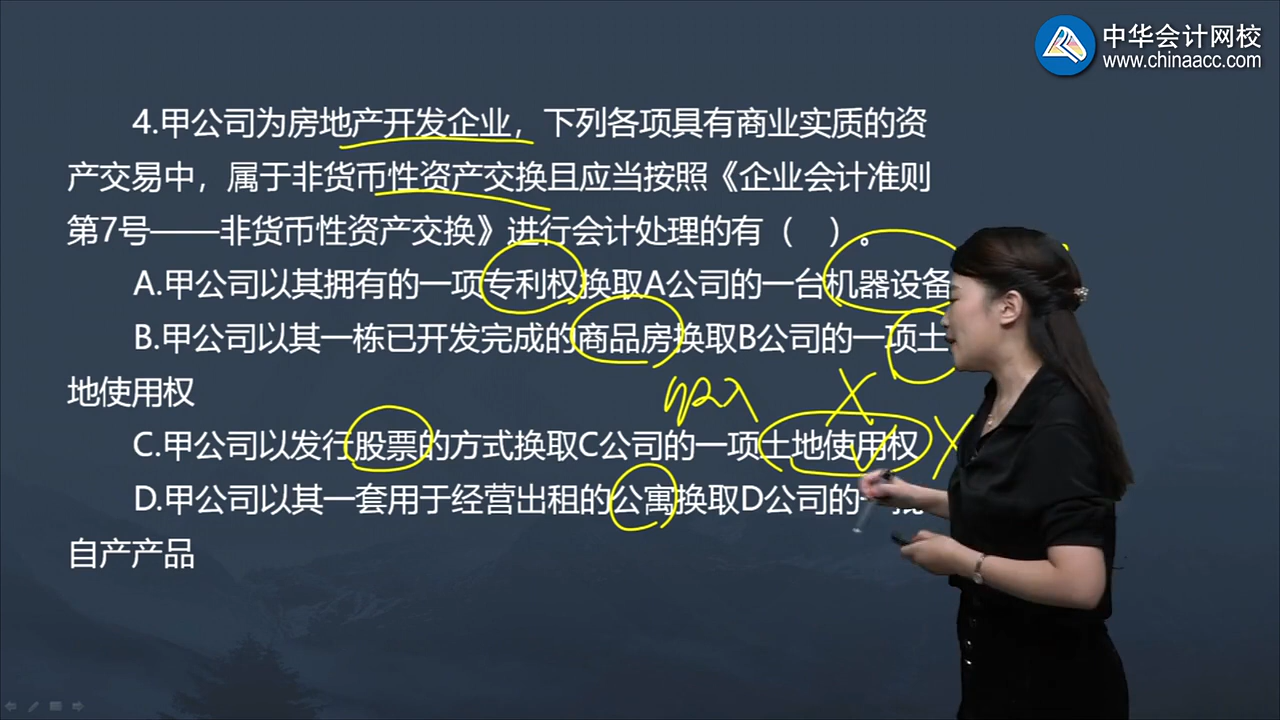 中华会计网校
www.chinaacc.com
4.甲公司为房地产开发企业，下列各项具有商业实质的资
产交易中，属于非货币性资产交换且应当按照《企业会计准则
第7号——非货币性资产交换》进行会计处理的有（ ）。
A.甲公司以其拥有的一项专利权换取A公司的一台机器设备
B.甲公司以其一栋已开发完成的商品房换取B公司的一项土
地使用权
C.甲公司以发行股票的方式换取C公司的一项土地使用权
D.甲公司以其一套用于经营出租的公寓换取D公司的一
自产产品